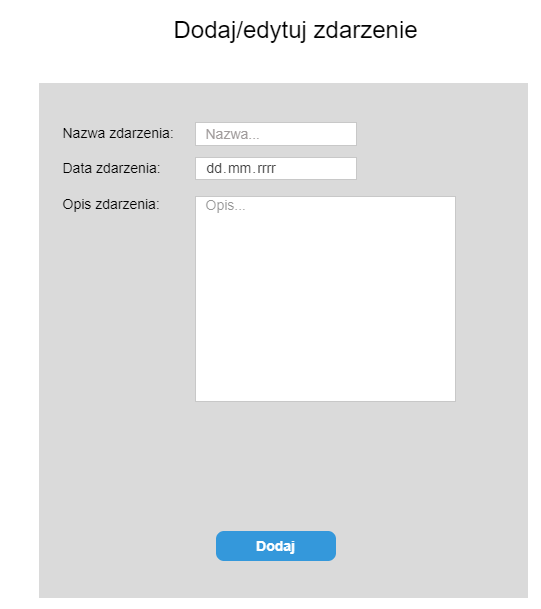 Dodaj/edytuj zdarzenie
Nazwa zdarzenia: Nazwa...
Data zdarzenia: dd.mm.rrrr
Opis zdarzenia: Opis...
Dodaj